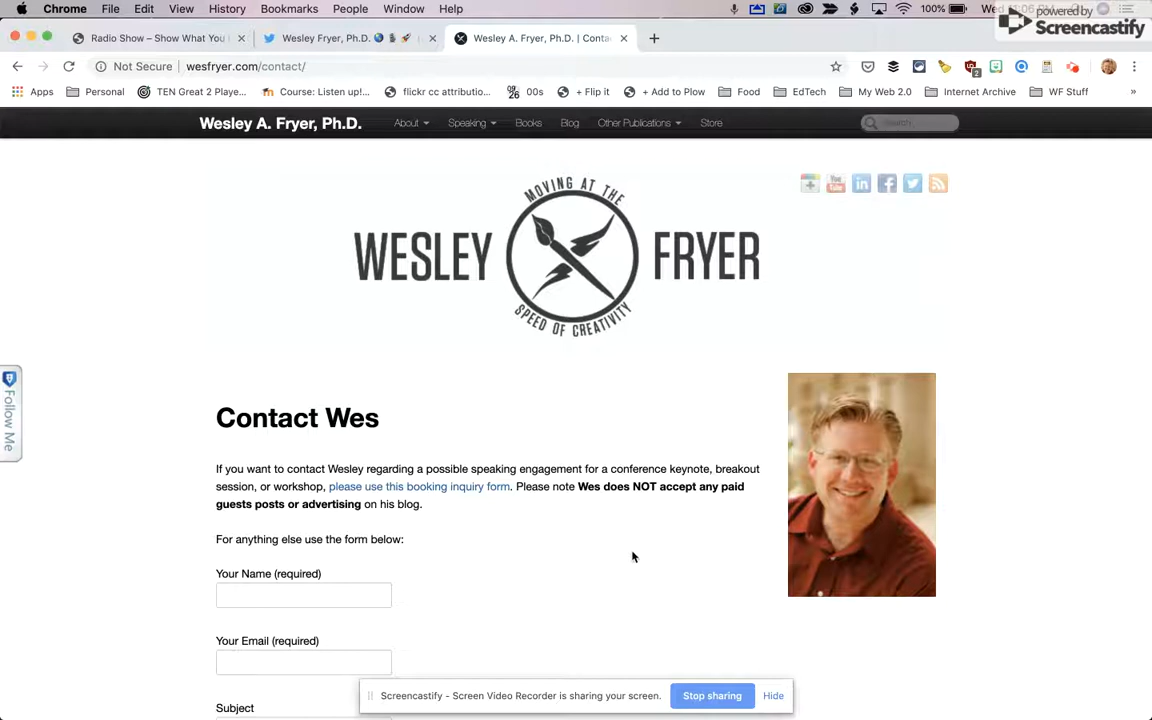 Chrome File Edit View History Bookmarks People Window Help 100% Wed
powered by
Screencastify
Radio Show – Show What You
Wesley Fryer, Ph.D.
Wesley A. Fryer, Ph.D. | Conta
Not Secure wesfryer.com/contact/
Apps Personal TEN Great 2 Playe... Course: Listen up!... flickr cc attributio... 00s + Flip it + Add to Plow Food EdTech My Web 2.0 Internet Archive WF Stuff »
Wesley A. Fryer, Ph.D. About Speaking Books Blog Other Publications Store Search
MOVING AT THE
WESLEY FRYER
SPEED OF CREATIVITY
Follow Me
Contact Wes
If you want to contact Wesley regarding a possible speaking engagement for a conference keynote, breakout
session, or workshop, please use this booking inquiry form. Please note Wes does NOT accept any paid
guests posts or advertising on his blog.
For anything else use the form below:
Your Name (required)
Your Email (required)
Subject
Screencastify - Screen Video Recorder is sharing your screen. Stop sharing Hide